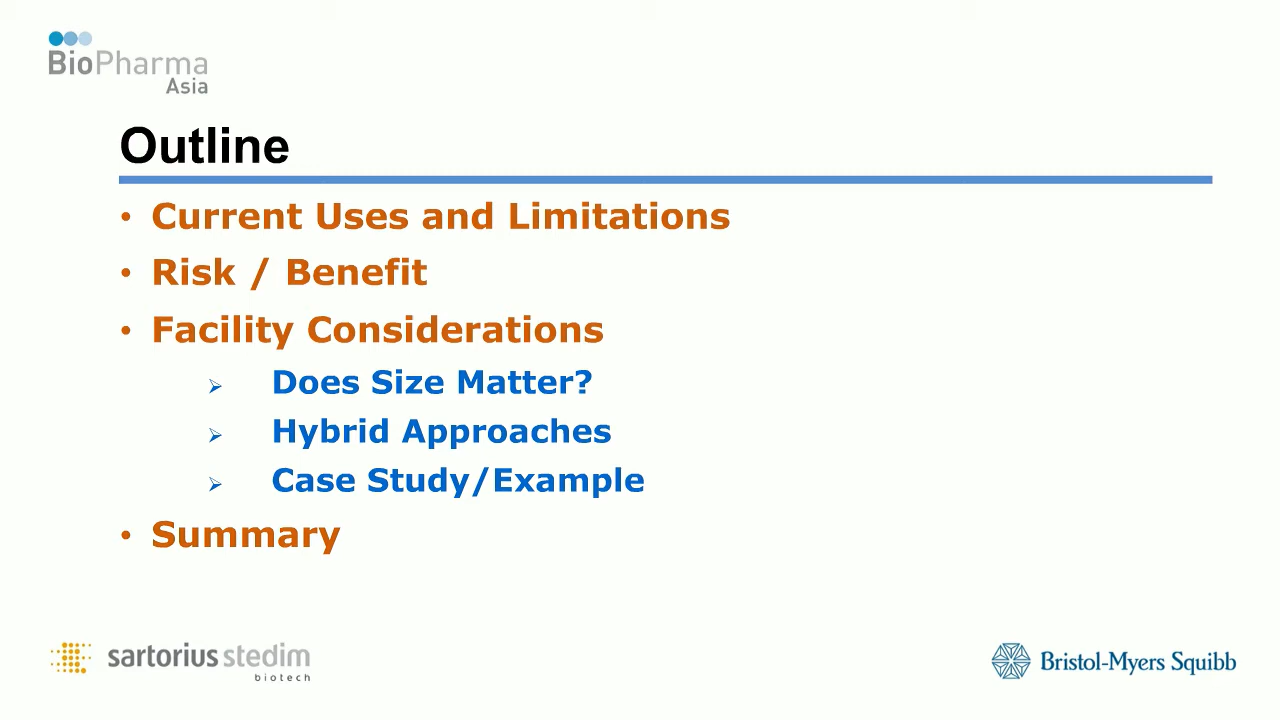 BioPharma
Asia
Outline
• Current Uses and Limitations
• Risk / Benefit
• Facility Considerations
➢ Does Size Matter?
➢ Hybrid Approaches
➢ Case Study/Example
• Summary
sartorius stedim
biotech
Bristol-Myers Squibb